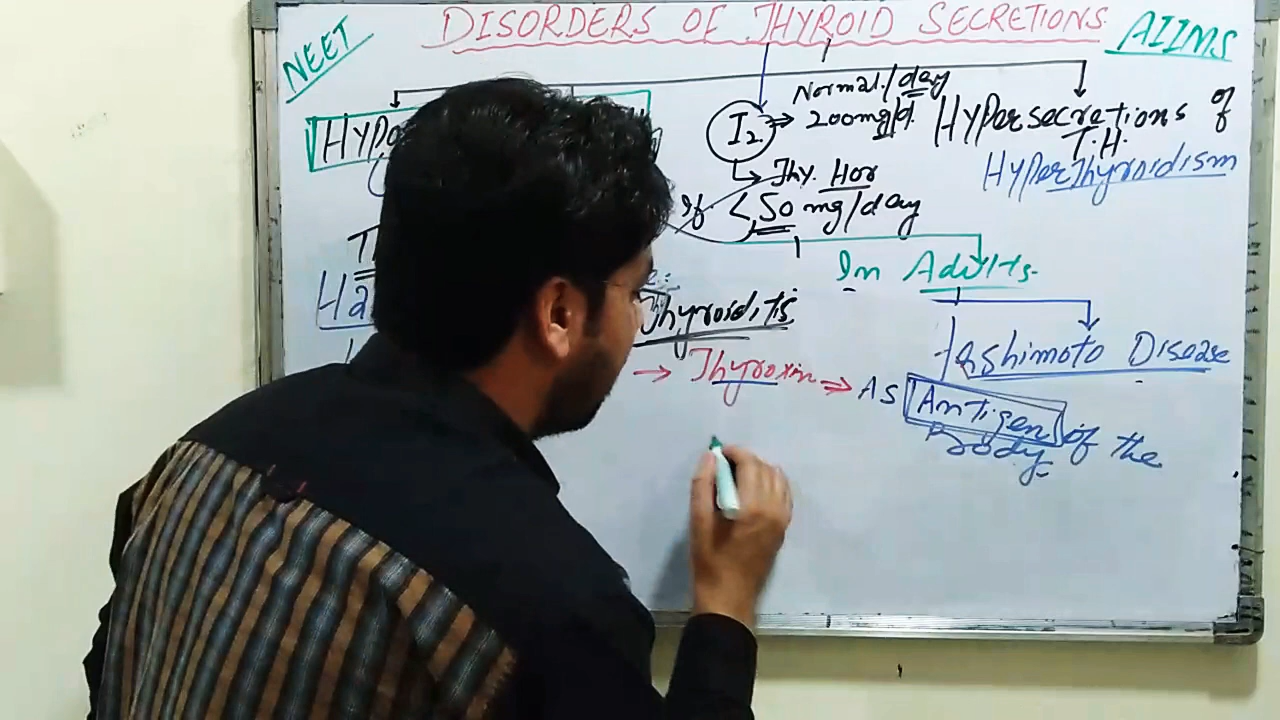 NEET
DISORDERS OF THYROID SECRETIONS
AIIMS
I₂
Normal/day
200mg/d.
Thy. Hor
If < 50 mg/day
Hypersecretions of
T.H.
Hyperthyroidism
In Adults
Hashimoto Disease
Thyroiditis
→ Thyroxin ⇒ AS Antigen of the
Body